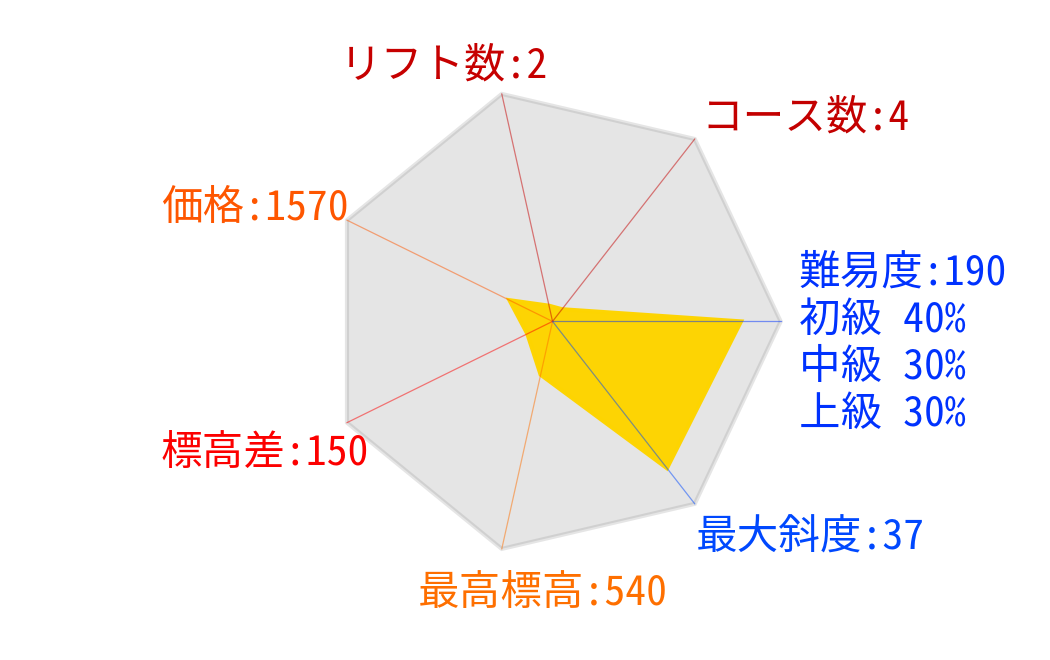 リフト数:2
コース数:4
価格:1570
難易度:190
初級 40%
中級 30%
上級 30%
標高差:150
最大斜度:37
最高標高:540